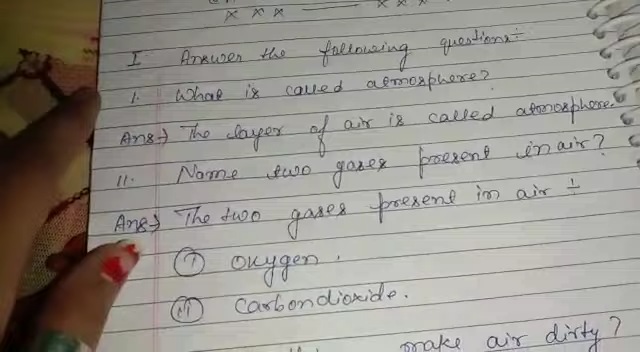 x x x x x x
I Answer the following questions÷
1. What is called atmosphere?
Ans→ The layer of air is called atmosphere.
11. Name two gases present in air?
Ans→ The two gases present in air ÷
(i) oxygen.
(ii) carbondioxide.
make air dirty?